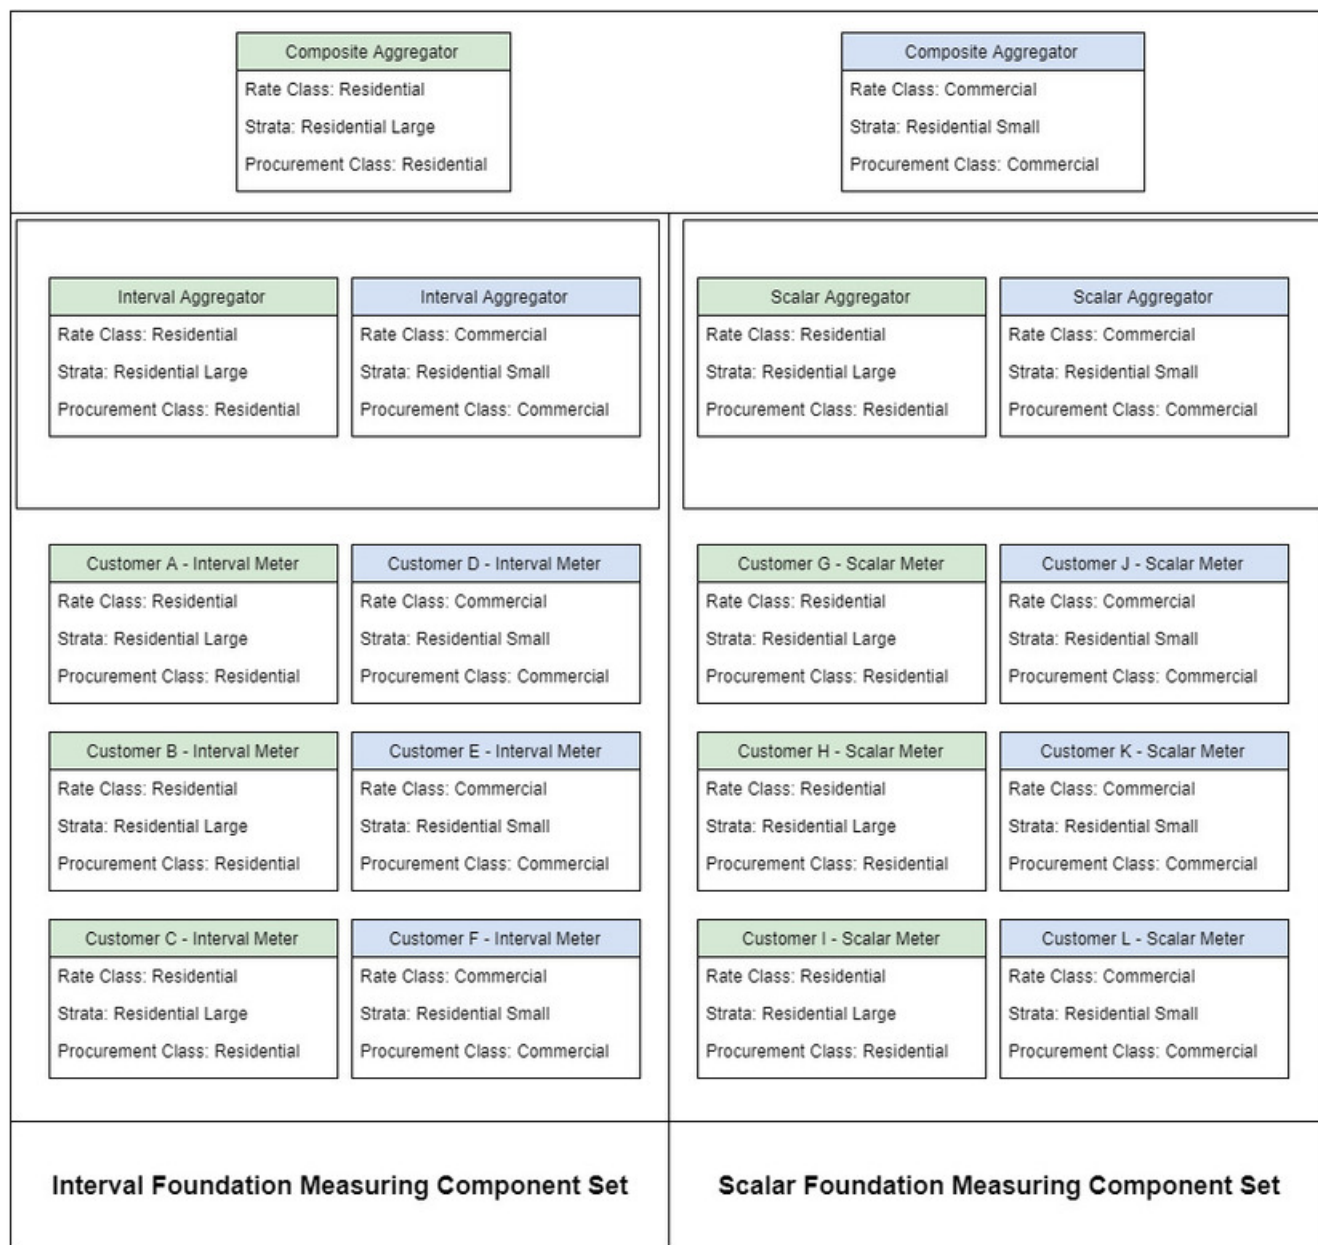 Composite Aggregator
Rate Class: Residential
Strata: Residential Large
Procurement Class: Residential
Composite Aggregator
Rate Class: Commercial
Strata: Residential Small
Procurement Class: Commercial
Interval Aggregator
Rate Class: Residential
Strata: Residential Large
Procurement Class: Residential
Interval Aggregator
Rate Class: Commercial
Strata: Residential Small
Procurement Class: Commercial
Scalar Aggregator
Rate Class: Residential
Strata: Residential Large
Procurement Class: Residential
Scalar Aggregator
Rate Class: Commercial
Strata: Residential Small
Procurement Class: Commercial
Customer A - Interval Meter
Rate Class: Residential
Strata: Residential Large
Procurement Class: Residential
Customer D - Interval Meter
Rate Class: Commercial
Strata: Residential Small
Procurement Class: Commercial
Customer G - Scalar Meter
Rate Class: Residential
Strata: Residential Large
Procurement Class: Residential
Customer J - Scalar Meter
Rate Class: Commercial
Strata: Residential Small
Procurement Class: Commercial
Customer B - Interval Meter
Rate Class: Residential
Strata: Residential Large
Procurement Class: Residential
Customer E - Interval Meter
Rate Class: Commercial
Strata: Residential Small
Procurement Class: Commercial
Customer H - Scalar Meter
Rate Class: Residential
Strata: Residential Large
Procurement Class: Residential
Customer K - Scalar Meter
Rate Class: Commercial
Strata: Residential Small
Procurement Class: Commercial
Customer C - Interval Meter
Rate Class: Residential
Strata: Residential Large
Procurement Class: Residential
Customer F - Interval Meter
Rate Class: Commercial
Strata: Residential Small
Procurement Class: Commercial
Customer I - Scalar Meter
Rate Class: Residential
Strata: Residential Large
Procurement Class: Residential
Customer L - Scalar Meter
Rate Class: Commercial
Strata: Residential Small
Procurement Class: Commercial
Interval Foundation Measuring Component Set
Scalar Foundation Measuring Component Set